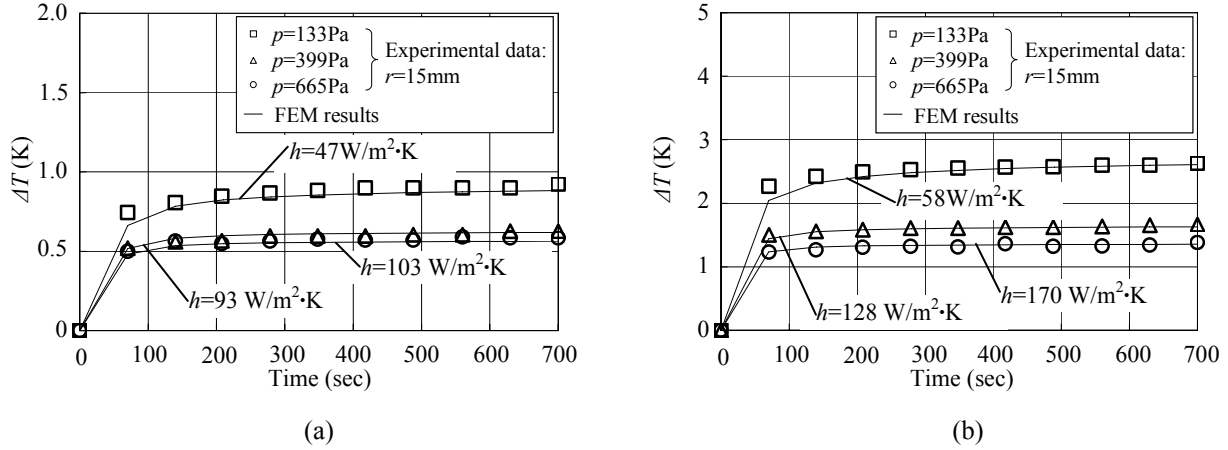 2.0
1.5
1.0
0.5
0
ΔT (K)
p=133Pa
p=399Pa
p=665Pa
Experimental data:
r=15mm
FEM results
h=47W/m²·K
h=103 W/m²·K
h=93 W/m²·K
0 100 200 300 400 500 600 700
Time (sec)
(a)
5
4
3
2
1
0
ΔT (K)
p=133Pa
p=399Pa
p=665Pa
Experimental data:
r=15mm
FEM results
h=58W/m²·K
h=170 W/m²·K
h=128 W/m²·K
0 100 200 300 400 500 600 700
Time (sec)
(b)